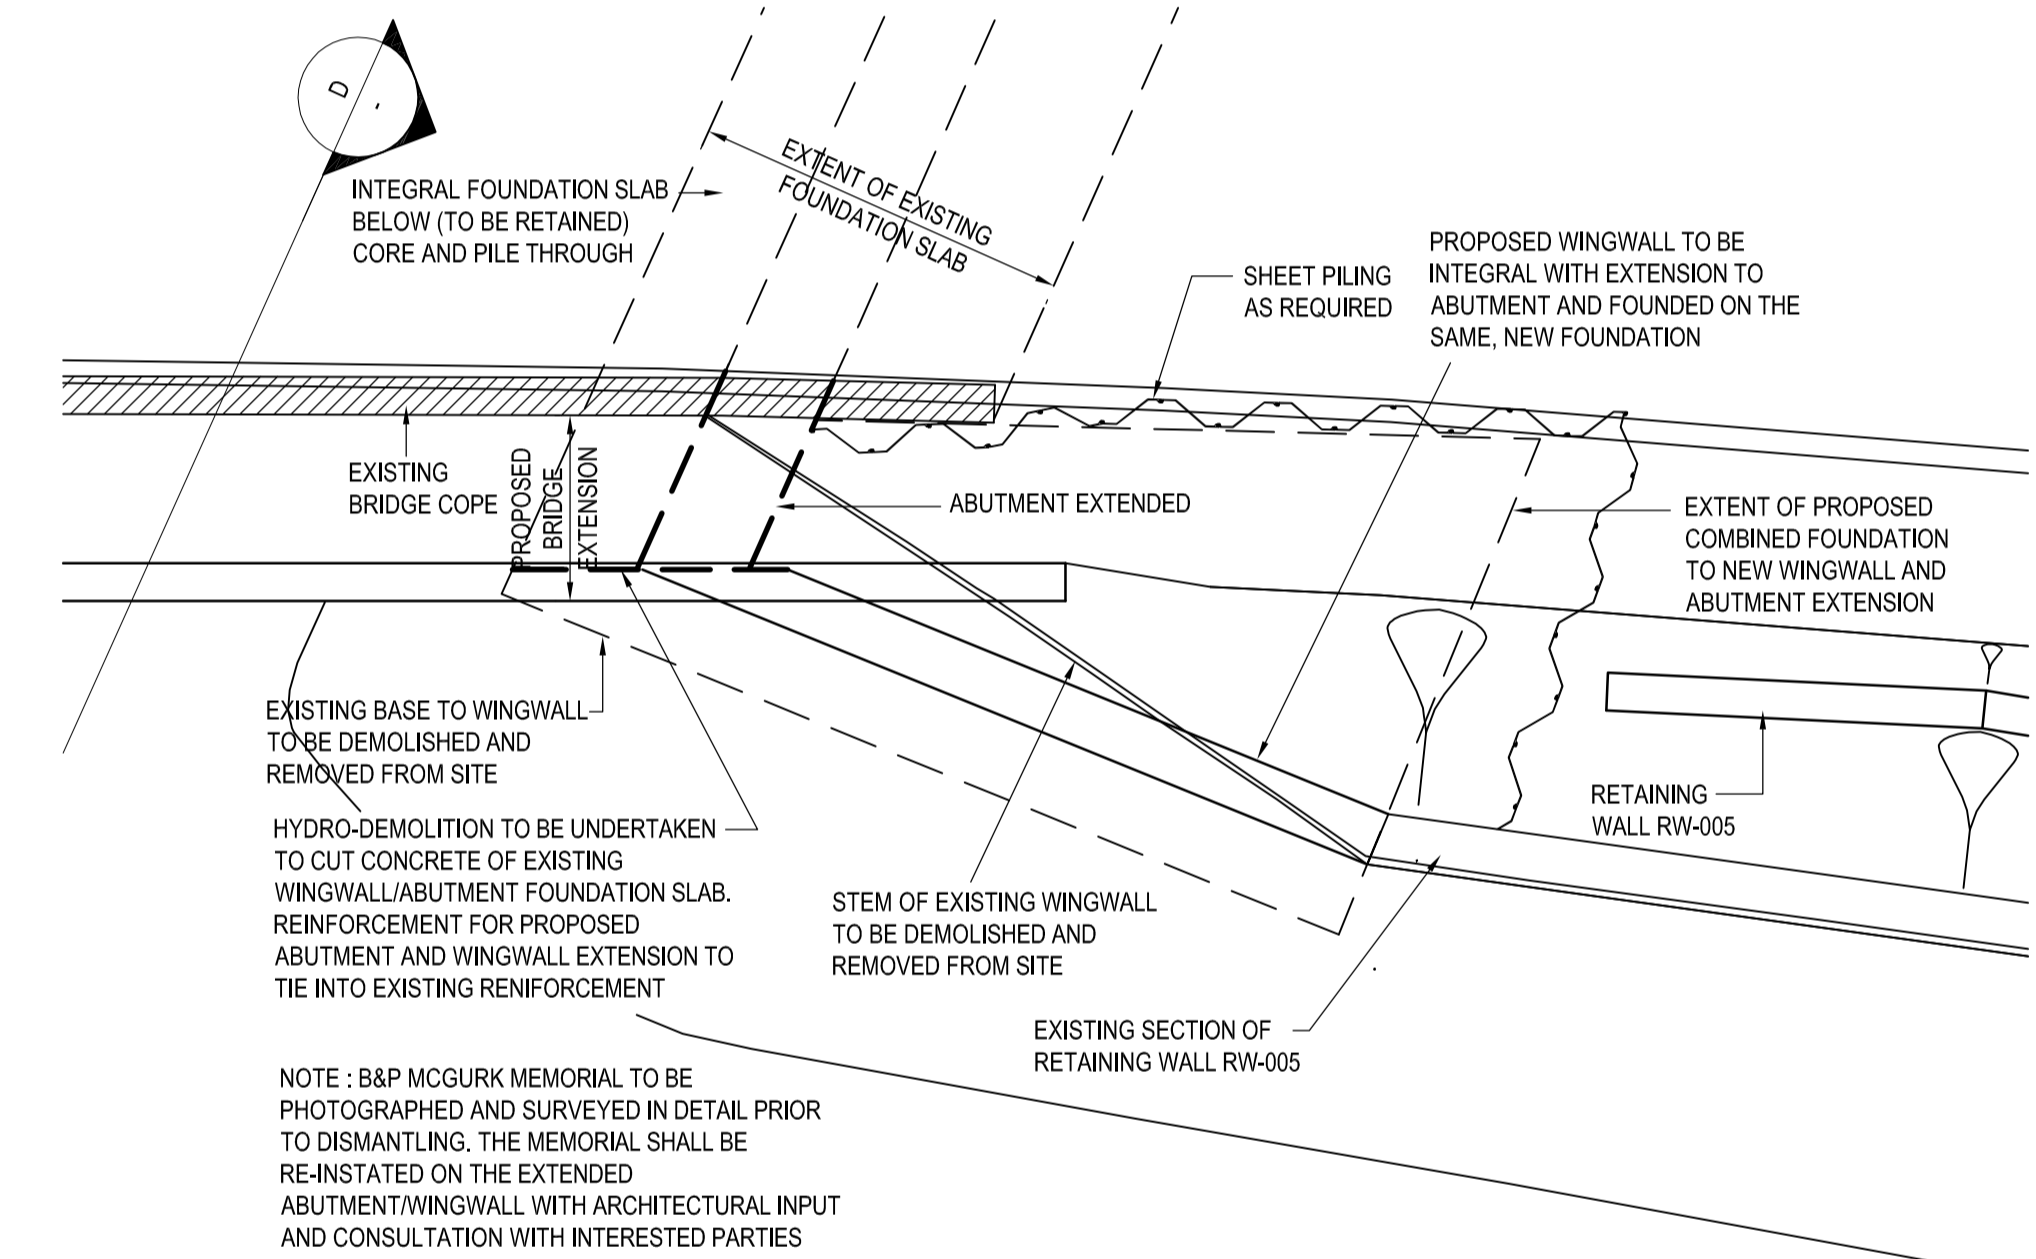 D
-
INTEGRAL FOUNDATION SLAB
BELOW (TO BE RETAINED)
CORE AND PILE THROUGH
EXTENT OF EXISTING
FOUNDATION SLAB
SHEET PILING
AS REQUIRED
PROPOSED WINGWALL TO BE
INTEGRAL WITH EXTENSION TO
ABUTMENT AND FOUNDED ON THE
SAME, NEW FOUNDATION
EXISTING
BRIDGE COPE
PROPOSED
BRIDGE
EXTENSION
ABUTMENT EXTENDED
EXTENT OF PROPOSED
COMBINED FOUNDATION
TO NEW WINGWALL AND
ABUTMENT EXTENSION
EXISTING BASE TO WINGWALL
TO BE DEMOLISHED AND
REMOVED FROM SITE
RETAINING
WALL RW-005
HYDRO-DEMOLITION TO BE UNDERTAKEN
TO CUT CONCRETE OF EXISTING
WINGWALL/ABUTMENT FOUNDATION SLAB.
REINFORCEMENT FOR PROPOSED
ABUTMENT AND WINGWALL EXTENSION TO
TIE INTO EXISTING RENIFORCEMENT
STEM OF EXISTING WINGWALL
TO BE DEMOLISHED AND
REMOVED FROM SITE
EXISTING SECTION OF
RETAINING WALL RW-005
NOTE : B&P MCGURK MEMORIAL TO BE
PHOTOGRAPHED AND SURVEYED IN DETAIL PRIOR
TO DISMANTLING. THE MEMORIAL SHALL BE
RE-INSTATED ON THE EXTENDED
ABUTMENT/WINGWALL WITH ARCHITECTURAL INPUT
AND CONSULTATION WITH INTERESTED PARTIES